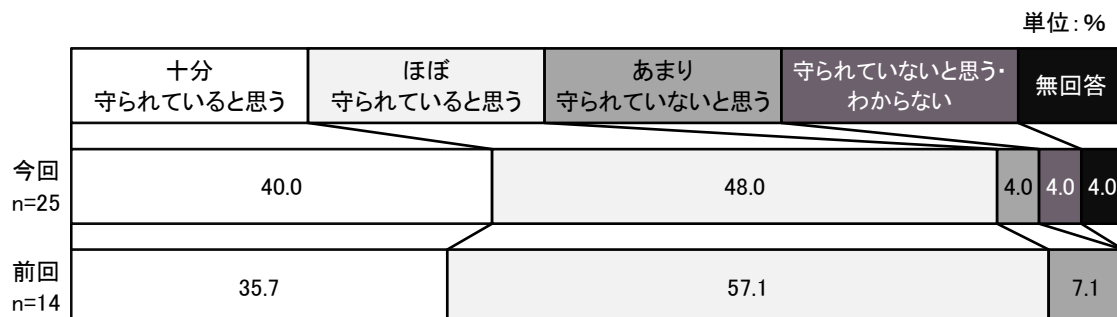 単位：％
十分
守られていると思う
ほぼ
守られていると思う
あまり
守られていないと思う
守られていないと思う・
わからない
無回答
今回
n=25
40.0
48.0
4.0
4.0
4.0
前回
n=14
35.7
57.1
7.1